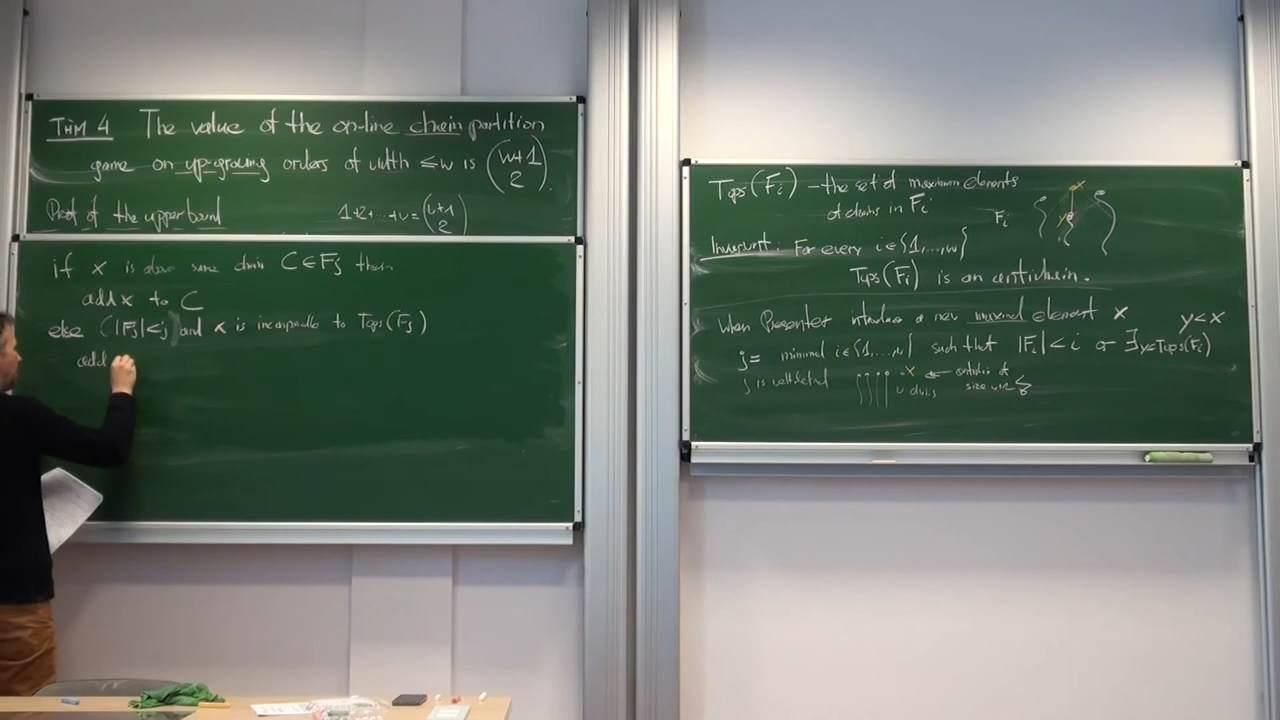 THM 4 The value of the on-line chain partition
game on up-growing orders of width ≤w is (w+1 2).
Proof of the upper bound 1+2+...+w=(w+1 2)
if x is above some chain C∈Fj then
add x to C
else (|Fj|<j) and x is incomparable to Tops(Fj)
add
Tops(Fi) – the set of maximum elements
of chains in Fi
Fi
x
y
Invariant: For every i∈{1,...,w}
Tops(Fi) is an antichain.
When Presenter introduces a new maximal element x
y<x
j= minimal i∈{1,...,w} such that |Fi|<i or ∃y∈Tops(Fi)
j is well defined
x ← antichain of
w chains
size w+1